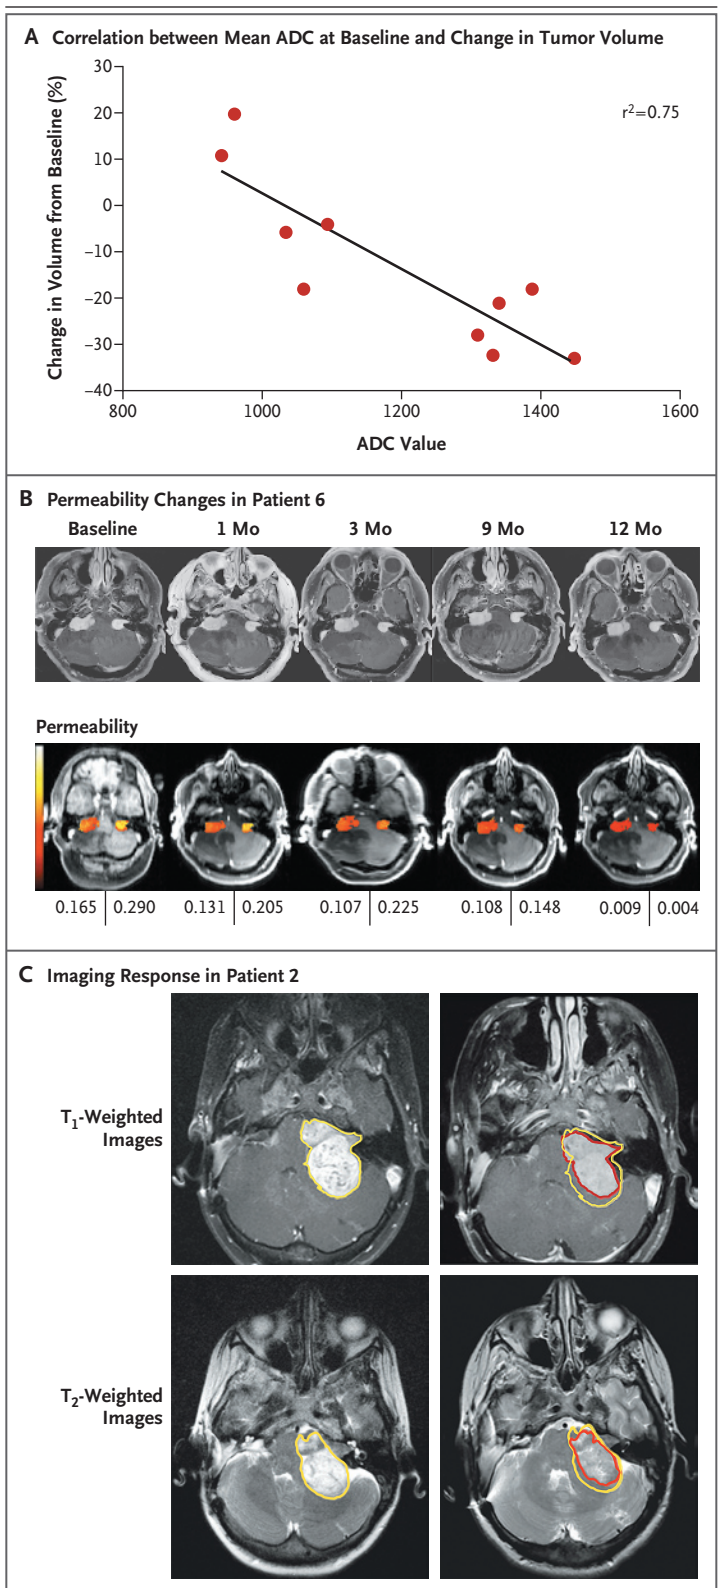 A Correlation between Mean ADC at Baseline and Change in Tumor Volume
Change in Volume from Baseline (%)
30
20
10
0
–10
–20
–30
–40
r²=0.75
800
1000
1200
1400
1600
ADC Value
B Permeability Changes in Patient 6
Baseline
1 Mo
3 Mo
9 Mo
12 Mo
Permeability
0.165 0.290
0.131 0.205
0.107 0.225
0.108 0.148
0.009 0.004
C Imaging Response in Patient 2
T₁-Weighted
Images
T₂-Weighted
Images